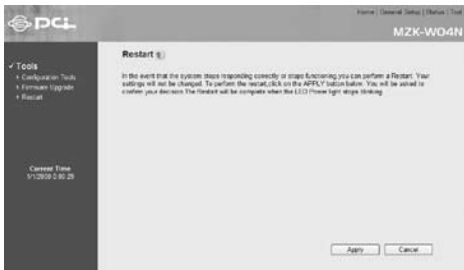 Home | General Setup | Status | Tool
PCi
MZK-W04N
Restart
Tools
Configuration Tools
Firmware Upgrade
Restart
In the event that the system stops responding correctly or stops functioning you can perform a Restart. Your
settings will not be changed. To perform the restart,click on the APPLY button below. You will be asked to
confirm your decision.The Restart will be complete when the LED Power light stops blinking.
Current Time
Apply
Cancel